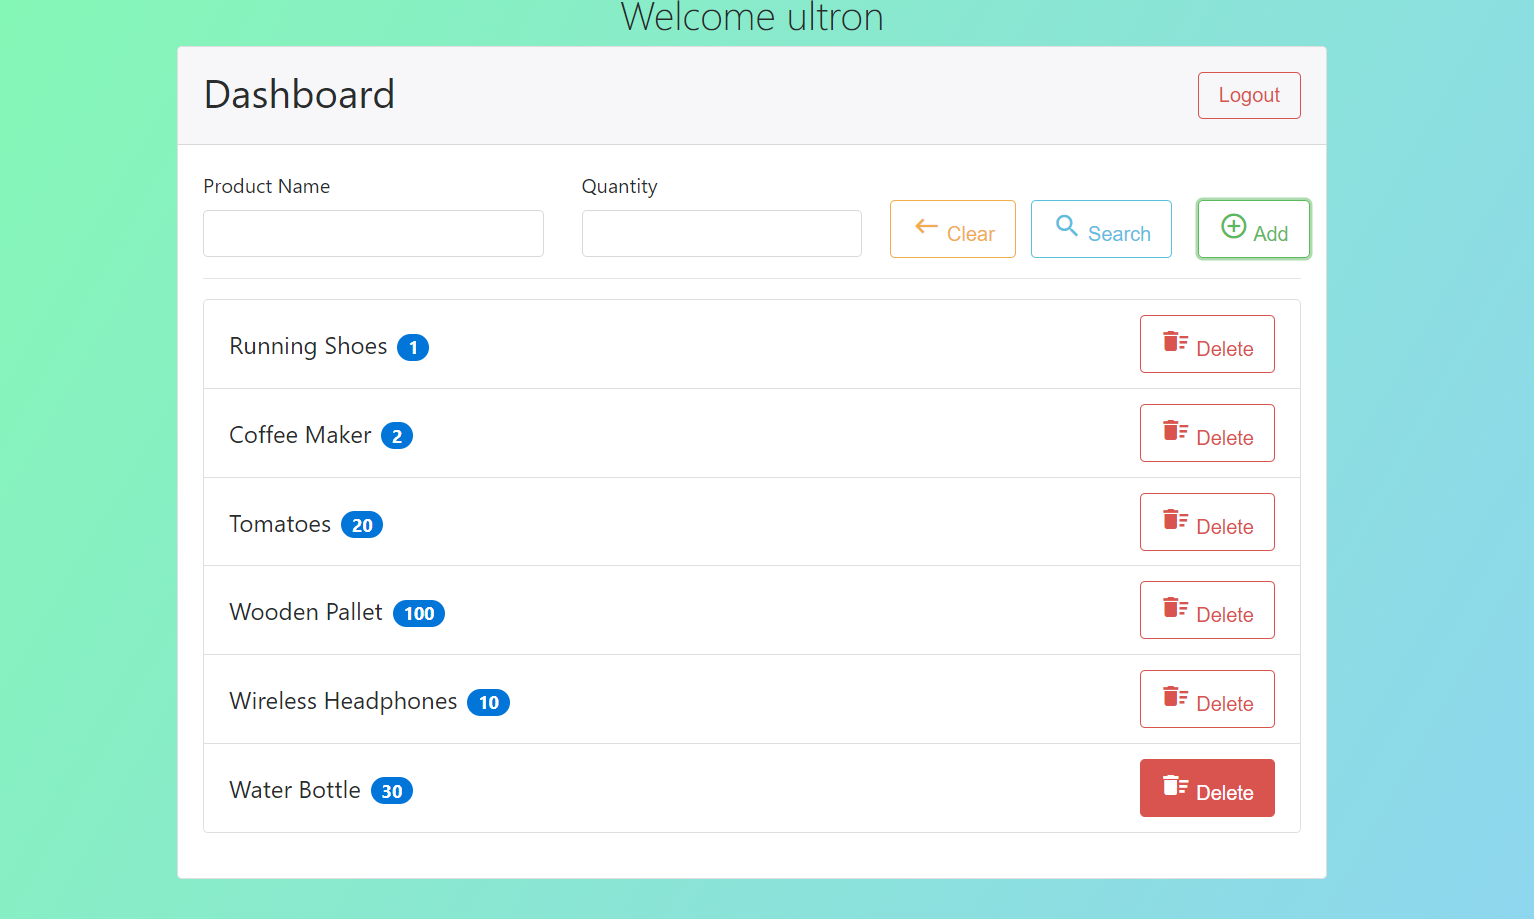 Welcome ultron
Dashboard
Logout
Product Name
Quantity
Clear
Search
Add
Running Shoes 1
Delete
Coffee Maker 2
Delete
Tomatoes 20
Delete
Wooden Pallet 100
Delete
Wireless Headphones 10
Delete
Water Bottle 30
Delete